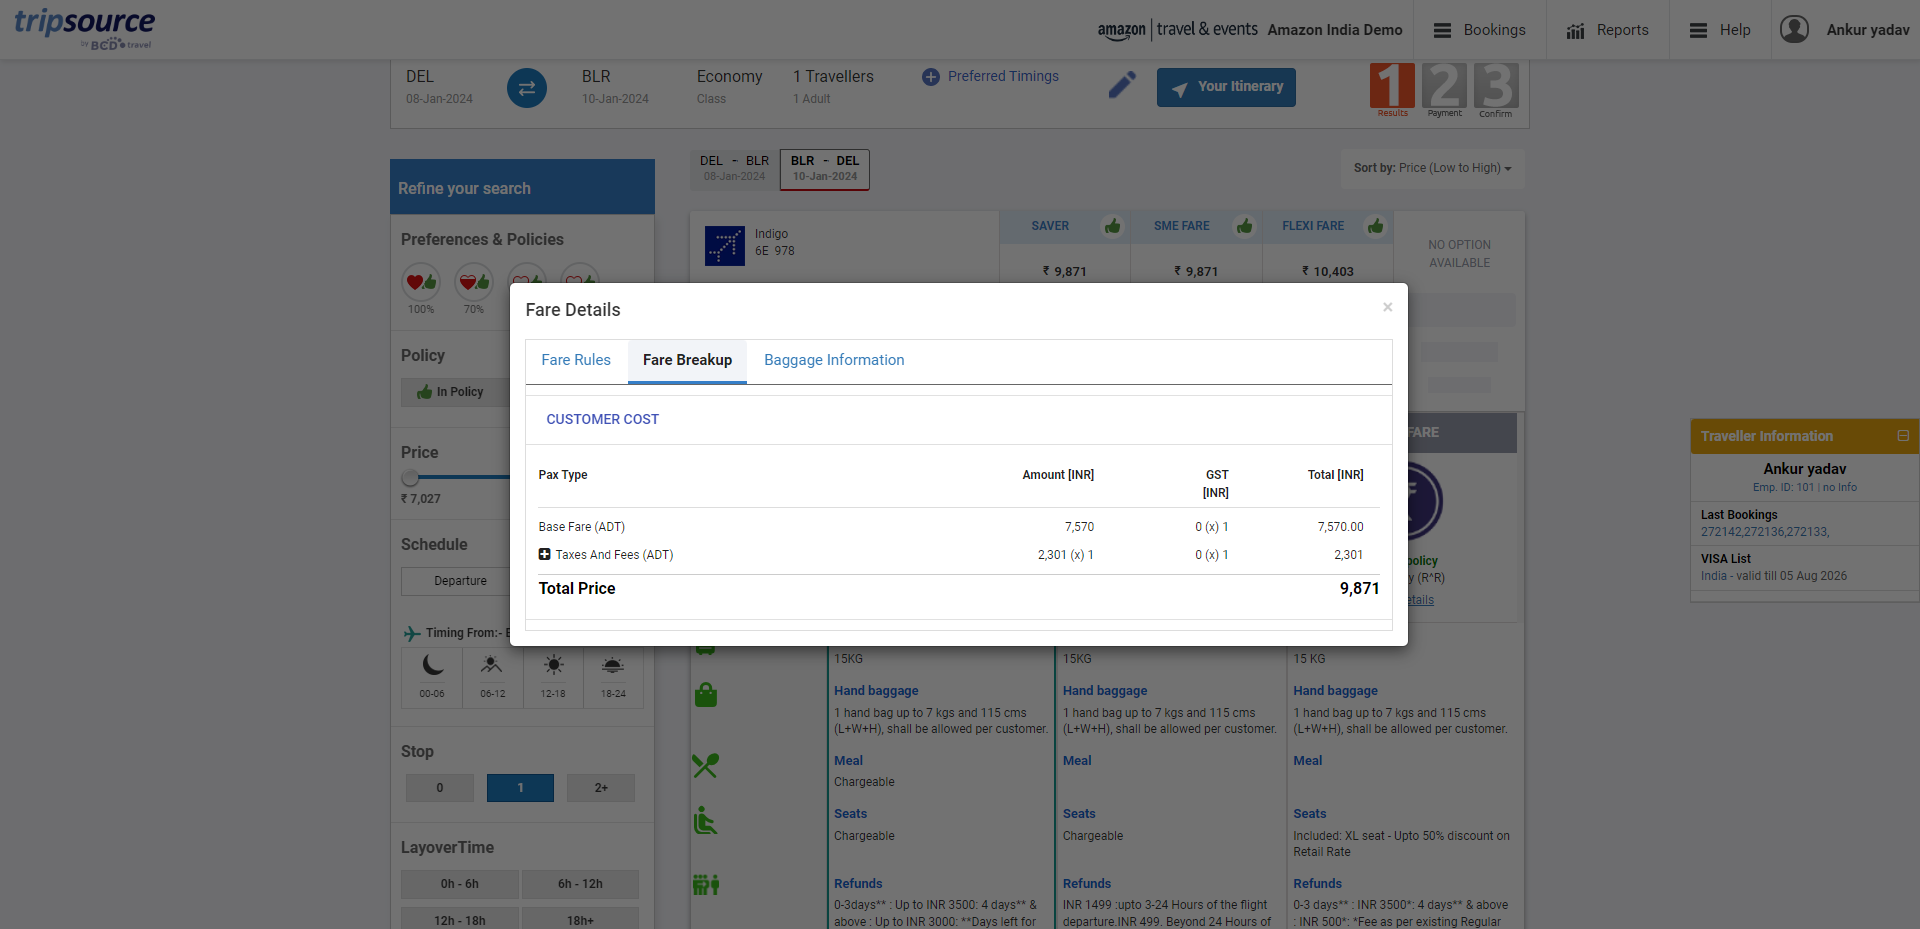 tripsource
by BCD travel
amazon | travel & events Amazon India Demo
Bookings
Reports
Help
Ankur yadav
DEL
08-Jan-2024
BLR
10-Jan-2024
Economy
Class
1 Travellers
1 Adult
Preferred Timings
Your Itinerary
1 2 3
Results Payment Confirm
Refine your search
DEL - BLR
08-Jan-2024
BLR - DEL
10-Jan-2024
Sort by: Price (Low to High)
Preferences & Policies
100% 70%
Policy
In Policy
Price
₹ 7,027
Schedule
Departure
Timing From:-
00-06 06-12 12-18 18-24
Stop
0 1 2+
LayoverTime
0h - 6h 6h - 12h
12h - 18h 18h+
Indigo
6E 978
SAVER SME FARE FLEXI FARE
₹ 9,871 ₹ 9,871 ₹ 10,403
NO OPTION
AVAILABLE
Fare Details
×
Fare Rules Fare Breakup Baggage Information
CUSTOMER COST
Pax Type Amount [INR] GST Total [INR]
[INR]
Base Fare (ADT) 7,570 0 (x) 1 7,570.00
Taxes And Fees (ADT) 2,301 (x) 1 0 (x) 1 2,301
Total Price 9,871
FARE
policy
(R^R)
15KG 15KG 15 KG
Hand baggage
1 hand bag up to 7 kgs and 115 cms
(L+W+H), shall be allowed per customer.
Meal
Chargeable
Seats
Chargeable
Refunds
0-3days** : Up to INR 3500: 4 days** &
above : Up to INR 3000: **Days left for
Hand baggage
1 hand bag up to 7 kgs and 115 cms
(L+W+H), shall be allowed per customer.
Meal
Seats
Chargeable
Refunds
INR 1499 :upto 3-24 Hours of the flight
departure.INR 499. Beyond 24 Hours of
Hand baggage
1 hand bag up to 7 kgs and 115 cms
(L+W+H), shall be allowed per customer.
Meal
Seats
Included: XL seat - Upto 50% discount on
Retail Rate
Refunds
0-3 days** : INR 3500*: 4 days** & above
: INR 500*: *Fee as per existing Regular
Traveller Information
Ankur yadav
Emp. ID: 101 | no Info
Last Bookings
272142,272136,272133,
VISA List
India - valid till 05 Aug 2026